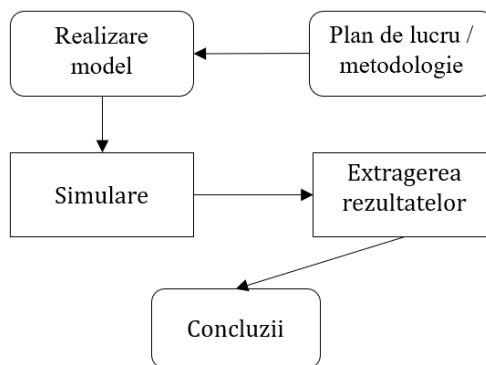 Realizare
model
Plan de lucru /
metodologie
Simulare
Extragerea
rezultatelor
Concluzii